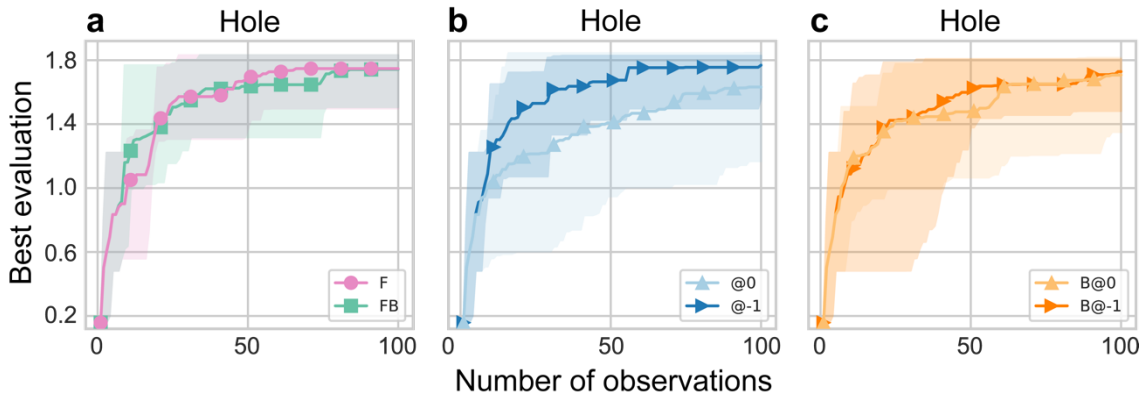 a Hole
b Hole
c Hole
Best evaluation
1.8
1.4
1.0
0.6
0.2
F
FB
@0
@-1
B@0
B@-1
0 50 100
0 50 100
0 50 100
Number of observations